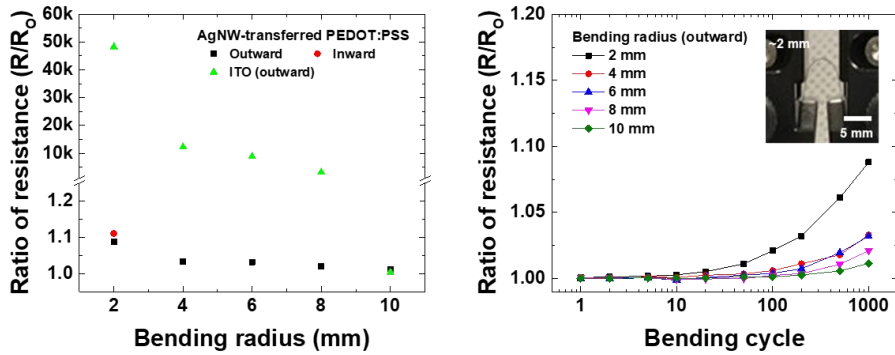 Ratio of resistance (R/R_O)
60k
50k
40k
30k
20k
10k
1.2
1.1
1.0
AgNW-transferred PEDOT:PSS
Outward Inward
ITO (outward)
2 4 6 8 10
Bending radius (mm)
Ratio of resistance (R/R_O)
1.20
1.15
1.10
1.05
1.00
Bending radius (outward)
2 mm
4 mm
6 mm
8 mm
10 mm
~2 mm
5 mm
1 10 100 1000
Bending cycle